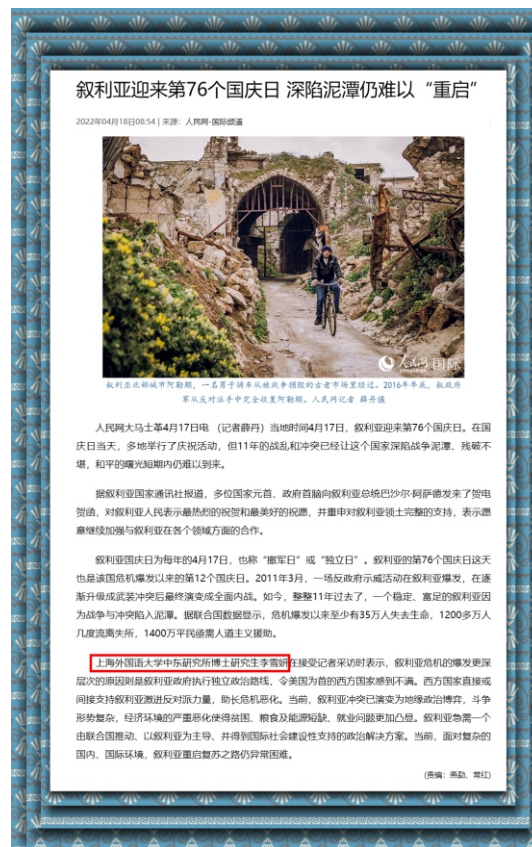 叙利亚迎来第76个国庆日 深陷泥潭仍难以“重启”
2022年04月18日08:54 | 来源：人民网-国际频道
人民网 国际
叙利亚北部城市阿勒颇，一名男子骑车从被战争损毁的古老市场里经过。2016年年底，叙政府
军从反对派手中完全收复阿勒颇。人民网记者 薛丹摄
人民网大马士革4月17日电 （记者薛丹）当地时间4月17日，叙利亚迎来第76个国庆日。在国
庆日当天，多地举行了庆祝活动，但11年的战乱和冲突已经让这个国家深陷战争泥潭、残破不
堪，和平的曙光短期内仍难以到来。
据叙利亚国家通讯社报道，多位国家元首、政府首脑向叙利亚总统巴沙尔·阿萨德发来了贺电
贺函，对叙利亚人民表示最热烈的祝贺和最美好的祝愿，并重申对叙利亚领土完整的支持，表示愿
意继续加强与叙利亚在各个领域方面的合作。
叙利亚国庆日为每年的4月17日，也称“撤军日”或“独立日”。叙利亚的第76个国庆日这天
也是该国危机爆发以来的第12个国庆日。2011年3月，一场反政府示威活动在叙利亚爆发，在逐
渐升级成武装冲突后最终演变成全面内战。如今，整整11年过去了，一个稳定、富足的叙利亚因
为战争与冲突陷入泥潭。据联合国数据显示，危机爆发以来至少有35万人失去生命，1200多万人
几度流离失所，1400万平民亟需人道主义援助。
上海外国语大学中东研究所博士研究生李雪妍在接受记者采访时表示，叙利亚危机的爆发更深
层次的原因则是叙利亚政府执行独立政治路线，令美国为首的西方国家感到不满。西方国家直接或
间接支持叙利亚激进反对派力量，助长危机恶化。当前，叙利亚冲突已演变为地缘政治博弈，斗争
形势复杂，经济环境的严重恶化使得贫困、粮食及能源短缺、就业问题更加凸显。叙利亚急需一个
由联合国推动、以叙利亚为主导、并得到国际社会建设性支持的政治解决方案。当前，面对复杂的
国内、国际环境，叙利亚重启复苏之路仍异常困难。
(责编：燕勐、常红)